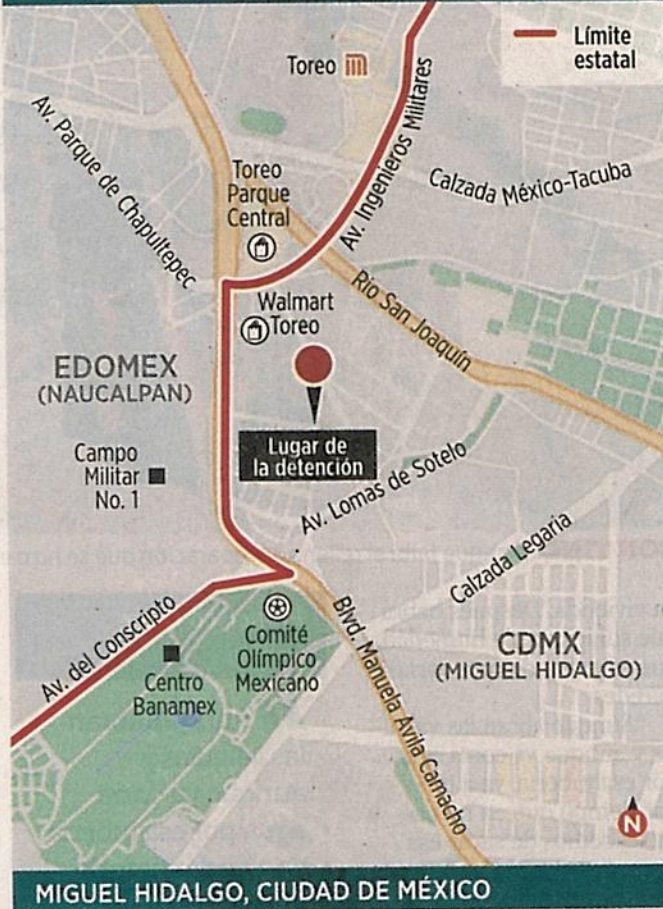 Límite
estatal
Toreo
Av. Ingenieros Militares
Av. Parque de Chapultepec
Toreo
Parque
Central
Calzada México-Tacuba
Rio San Joaquín
Walmart
Toreo
EDOMEX
(NAUCALPAN)
Lugar de
la detención
Campo
Militar
No. 1
Av. Lomas de Sotelo
Calzada Legaria
Av. del Conscripto
Comité
Olímpico
Mexicano
Centro
Banamex
Blvd. Manuela Avila Camacho
CDMX
(MIGUEL HIDALGO)
N
MIGUEL HIDALGO, CIUDAD DE MÉXICO